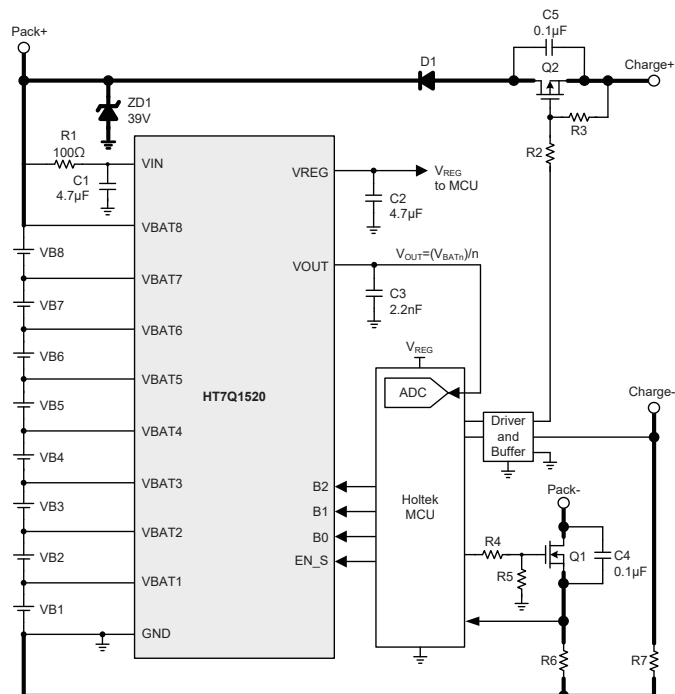 Pack+
C5
0.1µF
D1
Q2
Charge+
ZD1
39V
R3
R1
100Ω
R2
C1
4.7µF
VIN
VREG
VREG
to MCU
C2
4.7µF
VBAT8
VB8
VOUT
VOUT=(VBATn)/n
VBAT7
C3
2.2nF
VB7
VBAT6
VB6
VREG
VBAT5
HT7Q1520
ADC
Charge-
VB5
Driver
and
Buffer
VBAT4
VB4
VBAT3
B2
Holtek
MCU
Pack-
VB3
B1
VBAT2
B0
R4
Q1
C4
0.1µF
VB2
EN_S
R5
VBAT1
VB1
GND
R6
R7